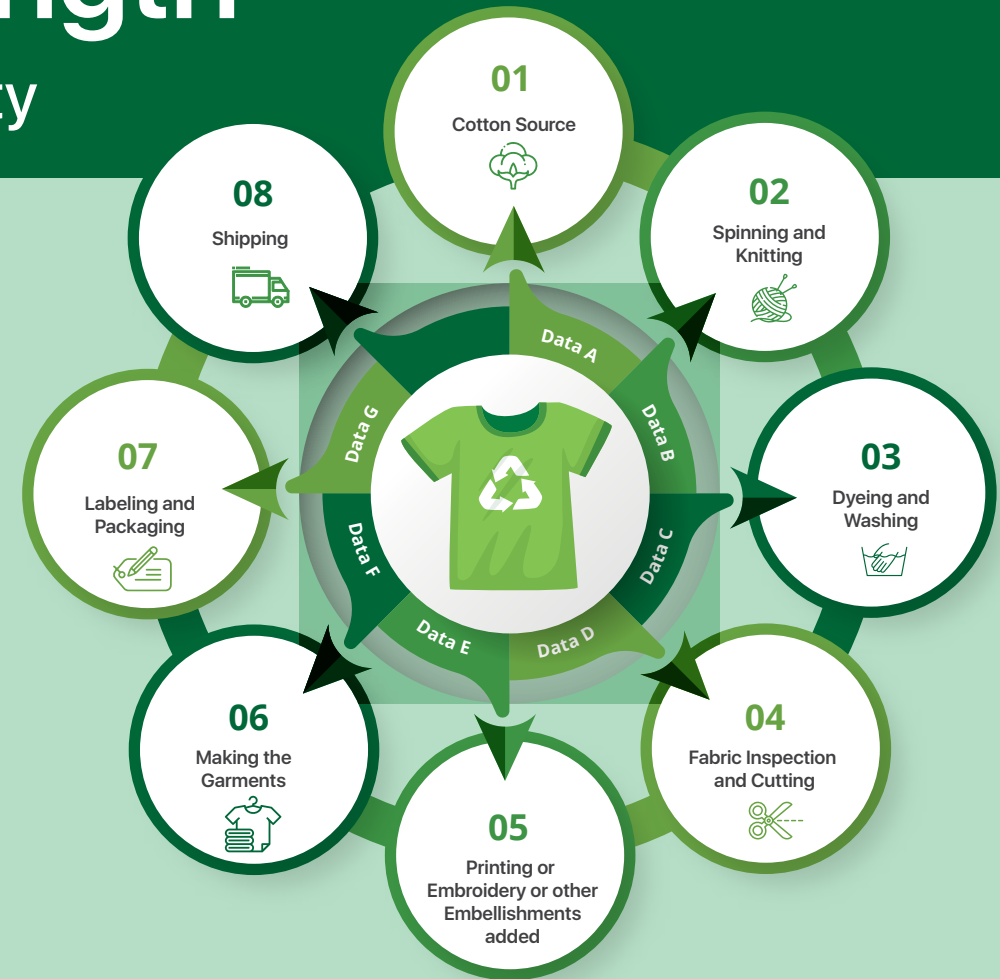 01
Cotton Source
02
Spinning and
Knitting
03
Dyeing and
Washing
04
Fabric Inspection
and Cutting
05
Printing or
Embroidery or other
Embellishments
added
06
Making the
Garments
07
Labeling and
Packaging
08
Shipping
Data A
Data B
Data C
Data D
Data E
Data F
Data G